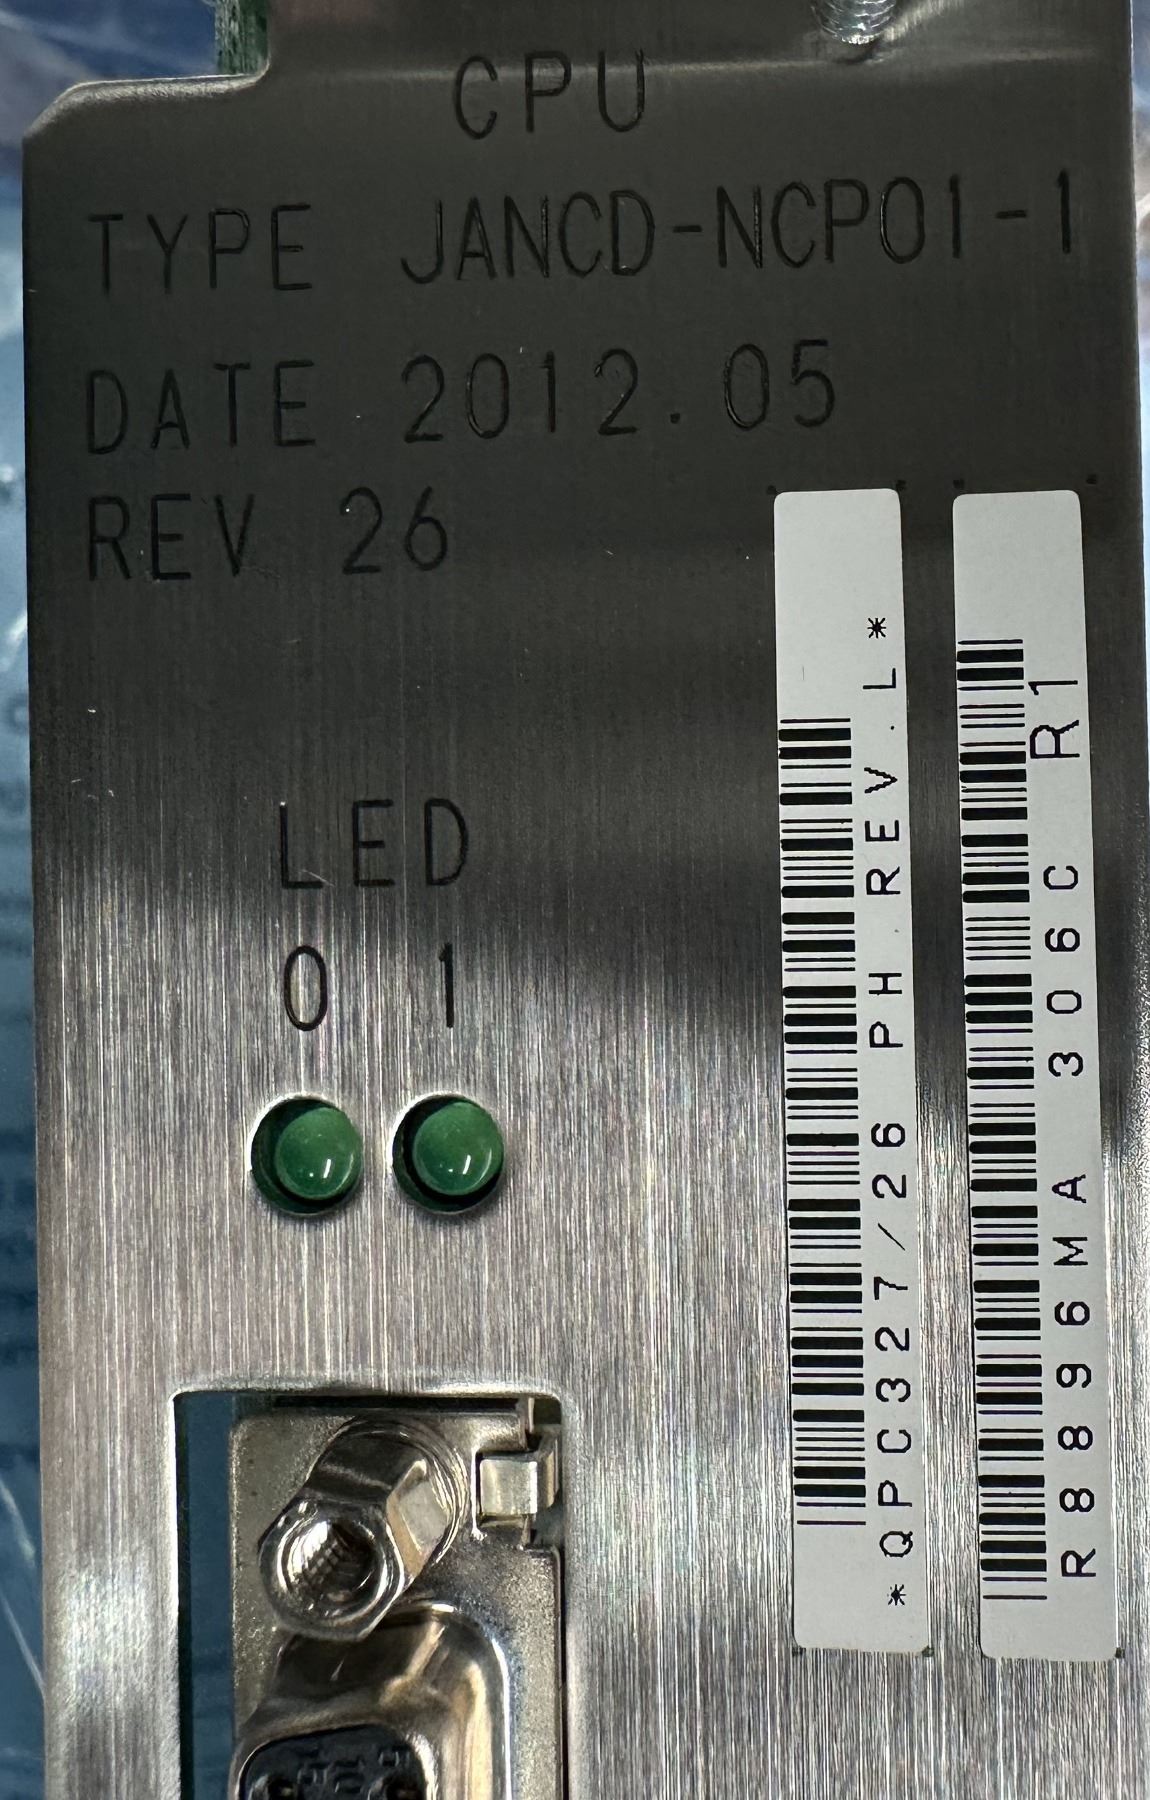 CPU
TYPE JANCD-NCP01-1
DATE 2012.05
REV 26
LED
0 1
*QPC327/26 PH REV.L*
R8896MA 306C R1